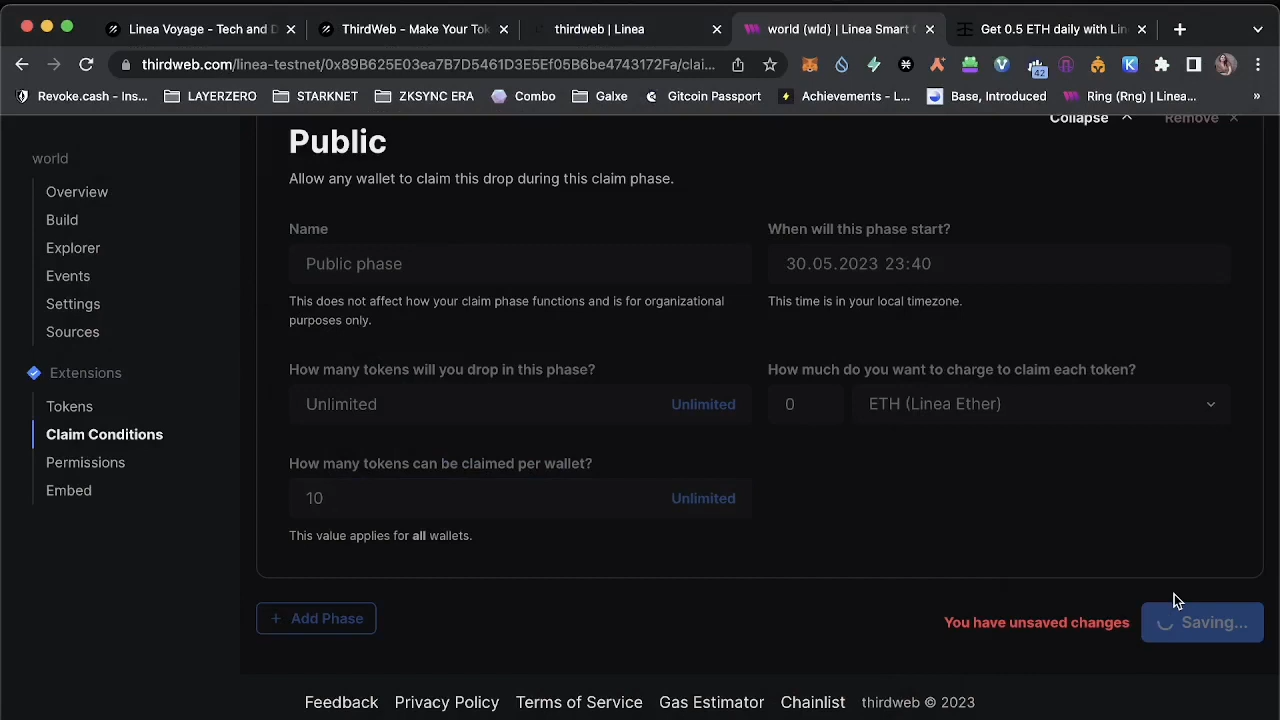 Linea Voyage - Tech and D
ThirdWeb - Make Your Tok
thirdweb | Linea
world (wld) | Linea Smart C
Get 0.5 ETH daily with Lin
thirdweb.com/linea-testnet/0x89B625E03ea7B7D5461D3E5Ef05B6be4743172Fa/clai...
42
Revoke.cash - Ins...
LAYERZERO
STARKNET
ZKSYNC ERA
Combo
Galxe
Gitcoin Passport
Achievements - L...
Base, Introduced
Ring (Rng) | Linea...
»
Collapse
Remove
Public
Allow any wallet to claim this drop during this claim phase.
world
Overview
Build
Explorer
Events
Settings
Sources
Extensions
Tokens
Claim Conditions
Permissions
Embed
Name
Public phase
This does not affect how your claim phase functions and is for organizational
purposes only.
When will this phase start?
30.05.2023 23:40
This time is in your local timezone.
How many tokens will you drop in this phase?
Unlimited
Unlimited
How much do you want to charge to claim each token?
0
ETH (Linea Ether)
How many tokens can be claimed per wallet?
10
Unlimited
This value applies for all wallets.
+ Add Phase
You have unsaved changes
Saving...
Feedback
Privacy Policy
Terms of Service
Gas Estimator
Chainlist
thirdweb © 2023